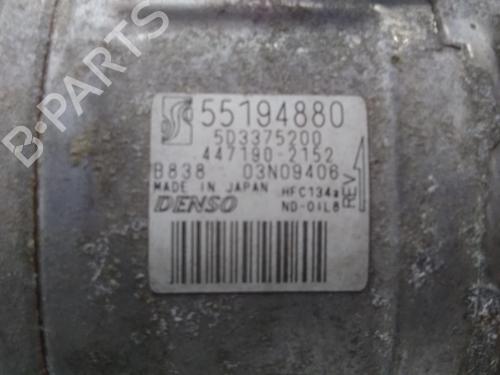 B-PARTS
55194880
5D3375200
447190-2152
B838 03N09406
MADE IN JAPAN HFC134a
DENSO ND-OIL8
REV